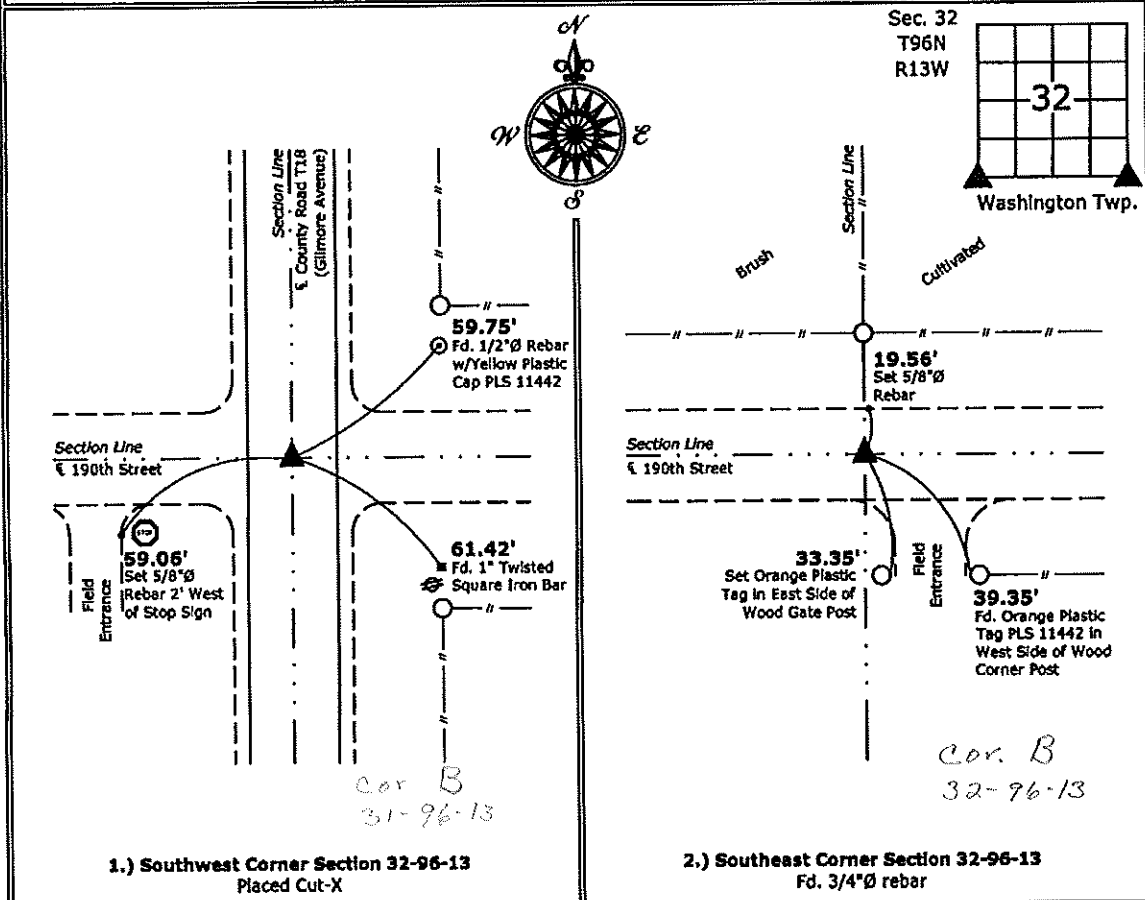 N
W
E
S
Sec. 32
T96N
R13W
32
Washington Twp.
Section Line
℄ County Road T18
(Gilmore Avenue)
59.75'
Fd. 1/2"Ø Rebar
w/Yellow Plastic
Cap PLS 11442
Section Line
℄ 190th Street
STOP
59.06'
Set 5/8"Ø
Rebar 2' West
of Stop Sign
Field
Entrance
61.42'
Fd. 1" Twisted
Square Iron Bar
Cor B
31-96-13
1.) Southwest Corner Section 32-96-13
Placed Cut-X
Section Line
Brush
Cultivated
19.56'
Set 5/8"Ø
Rebar
Section Line
℄ 190th Street
33.35'
Set Orange Plastic
Tag in East Side of
Wood Gate Post
Field
Entrance
39.35'
Fd. Orange Plastic
Tag PLS 11442 in
West Side of Wood
Corner Post
Cor. B
32-96-13
2.) Southeast Corner Section 32-96-13
Fd. 3/4"Ø rebar